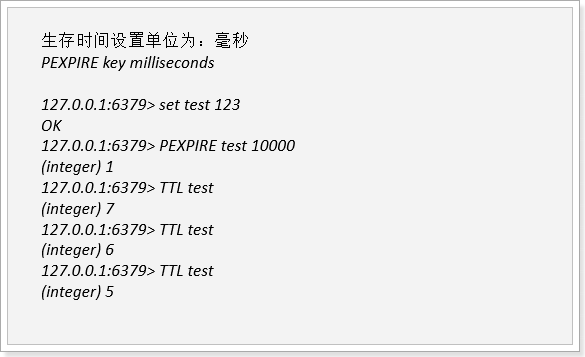 生存时间设置单位为：毫秒
PEXPIRE key milliseconds
127.0.0.1:6379> set test 123
OK
127.0.0.1:6379> PEXPIRE test 10000
(integer) 1
127.0.0.1:6379> TTL test
(integer) 7
127.0.0.1:6379> TTL test
(integer) 6
127.0.0.1:6379> TTL test
(integer) 5